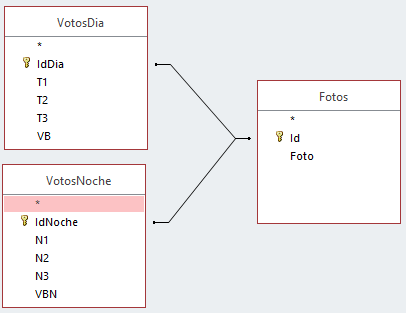 VotosDia
*
IdDia
T1
T2
T3
VB
VotosNoche
*
IdNoche
N1
N2
N3
VBN
Fotos
*
Id
Foto